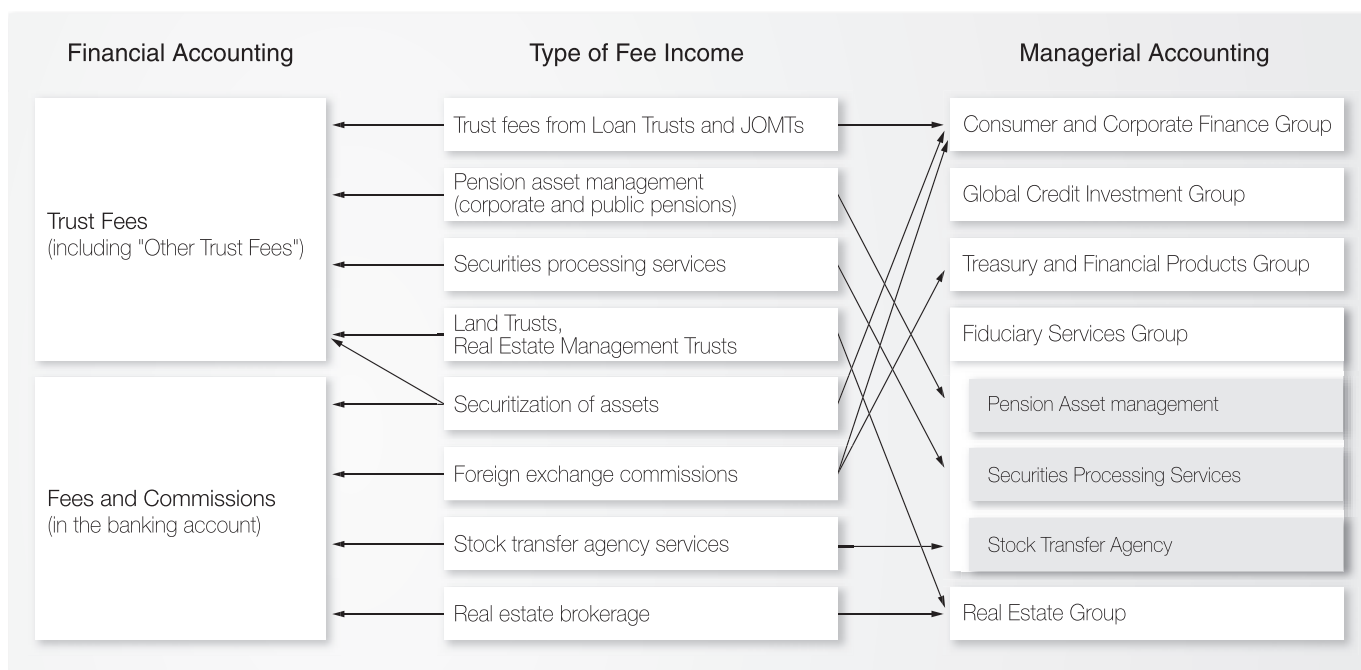 Financial Accounting
Type of Fee Income
Managerial Accounting
Trust Fees
(including "Other Trust Fees")
Fees and Commissions
(in the banking account)
Trust fees from Loan Trusts and JOMTs
Pension asset management
(corporate and public pensions)
Securities processing services
Land Trusts,
Real Estate Management Trusts
Securitization of assets
Foreign exchange commissions
Stock transfer agency services
Real estate brokerage
Consumer and Corporate Finance Group
Global Credit Investment Group
Treasury and Financial Products Group
Fiduciary Services Group
Pension Asset management
Securities Processing Services
Stock Transfer Agency
Real Estate Group